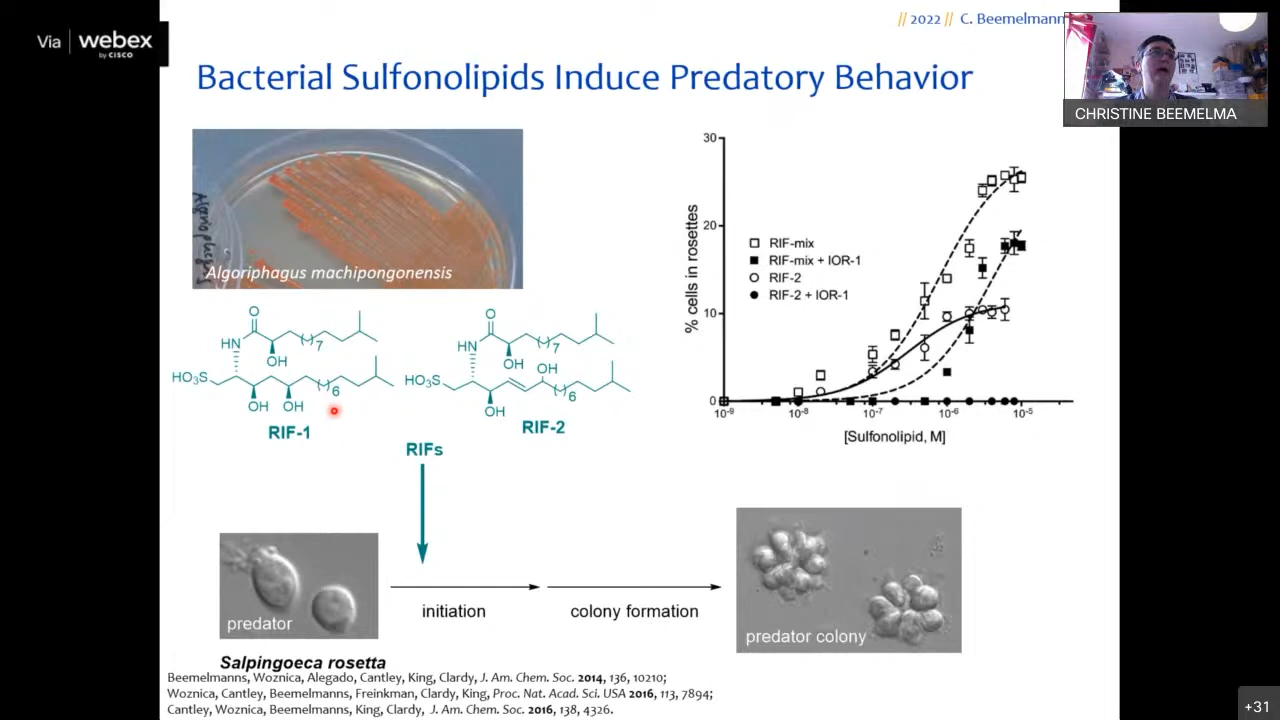 // 2022 // C. Beemelmann
Via | webex
by CISCO
Bacterial Sulfonolipids Induce Predatory Behavior
CHRISTINE BEEMELMA
Algoriphagus machipongonensis
30
20
10
0
% cells in rosettes
RIF-mix
RIF-mix + IOR-1
RIF-2
RIF-2 + IOR-1
10⁻⁹ 10⁻⁸ 10⁻⁷ 10⁻⁶ 10⁻⁵
[Sulfonolipid, M]
O
HN
7
OH
HO₃S
6
OH OH
RIF-1
O
HN
7
OH
OH
HO₃S
6
OH
RIF-2
RIFs
predator
initiation
colony formation
predator colony
Salpingoeca rosetta
Beemelmanns, Woznica, Alegado, Cantley, King, Clardy, J. Am. Chem. Soc. 2014, 136, 10210;
Woznica, Cantley, Beemelmanns, Freinkman, Clardy, King, Proc. Nat. Acad. Sci. USA 2016, 113, 7894;
Cantley, Woznica, Beemelmanns, King, Clardy, J. Am. Chem. Soc. 2016, 138, 4326.
+31